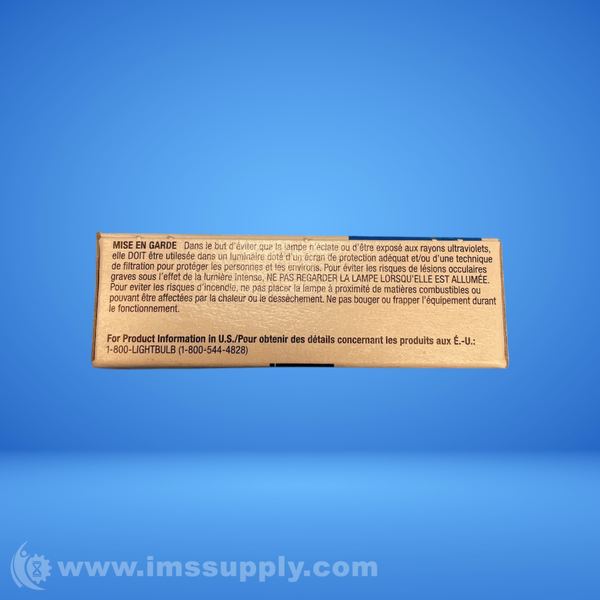 MISE EN GARDE Dans le but d'éviter que la lampe n'éclate ou d'être exposé aux rayons ultraviolets,
elle DOIT être utilisée dans un luminaire doté d'un écran de protection adéquat et/ou d'une technique
de filtration pour protéger les personnes et les environs. Pour éviter les risques de lésions occulaires
graves sous l'effet de la lumière intense, NE PAS REGARDER LA LAMPE LORSQU'ELLE EST ALLUMÉE.
Pour eviter les risques d'incendie, ne pas placer la lampe à proximité de matières combustibles ou
pouvant être affectées par la chaleur ou le dessèchement. Ne pas bouger ou frapper l'équipement durant
le fonctionnement.
For Product Information in U.S./Pour obtenir des détails concernant les produits aux É.-U.:
1-800-LIGHTBULB (1-800-544-4828)
www.imssupply.com